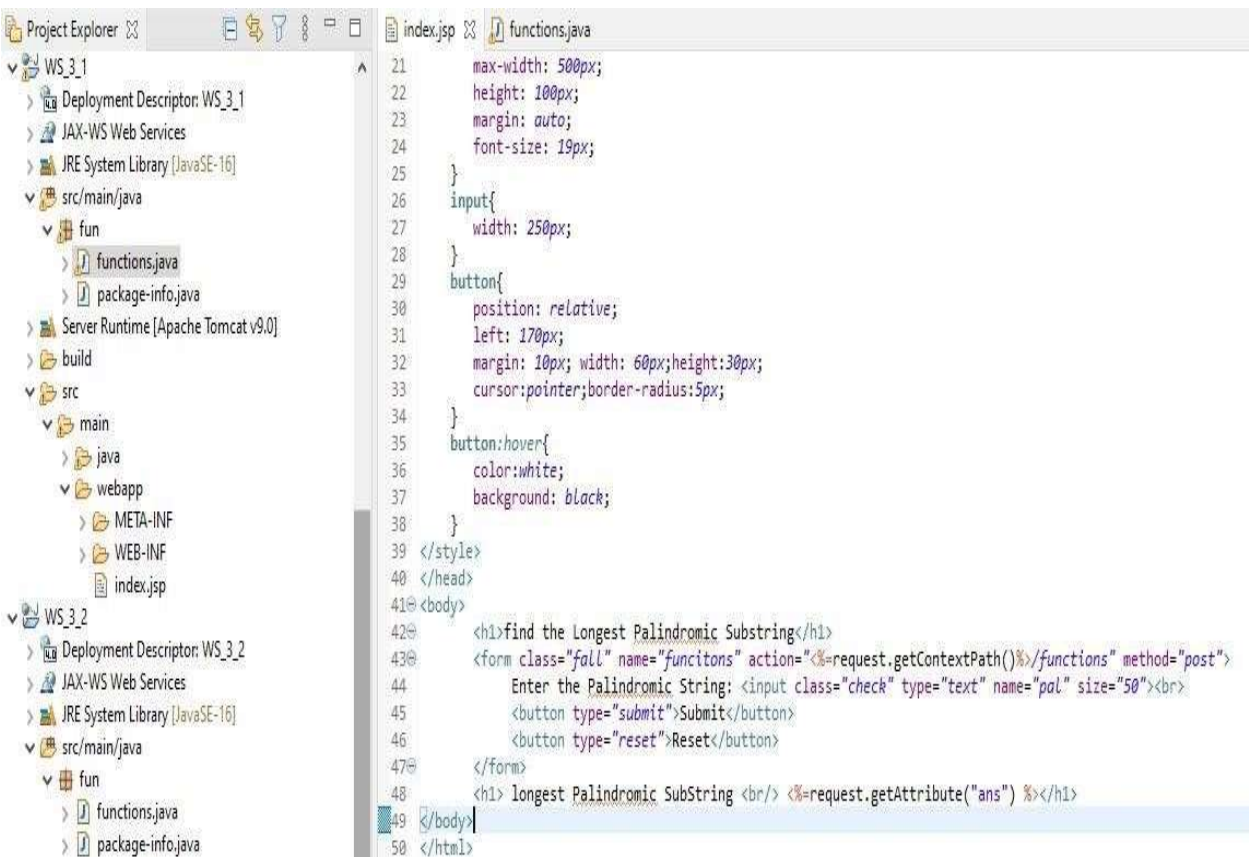 Project Explorer
WS_3_1
Deployment Descriptor: WS_3_1
JAX-WS Web Services
JRE System Library [JavaSE-16]
src/main/java
fun
functions.java
package-info.java
Server Runtime [Apache Tomcat v9.0]
build
src
main
java
webapp
META-INF
WEB-INF
index.jsp
WS_3_2
Deployment Descriptor: WS_3_2
JAX-WS Web Services
JRE System Library [JavaSE-16]
src/main/java
fun
functions.java
package-info.java
index.jsp functions.java
21 max-width: 500px;
22 height: 100px;
23 margin: auto;
24 font-size: 19px;
25 }
26 input{
27 width: 250px;
28 }
29 button{
30 position: relative;
31 left: 170px;
32 margin: 10px; width: 60px;height:30px;
33 cursor:pointer;border-radius:5px;
34 }
35 button:hover{
36 color:white;
37 background: black;
38 }
39 </style>
40 </head>
41 <body>
42 <h1>find the Longest Palindromic Substring</h1>
43 <form class="fall" name="funcitons" action="<%=request.getContextPath()%>/functions" method="post">
44 Enter the Palindromic String: <input class="check" type="text" name="pal" size="50"><br>
45 <button type="submit">Submit</button>
46 <button type="reset">Reset</button>
47 </form>
48 <h1> longest Palindromic SubString <br/> <%=request.getAttribute("ans") %></h1>
49 </body>
50 </html>